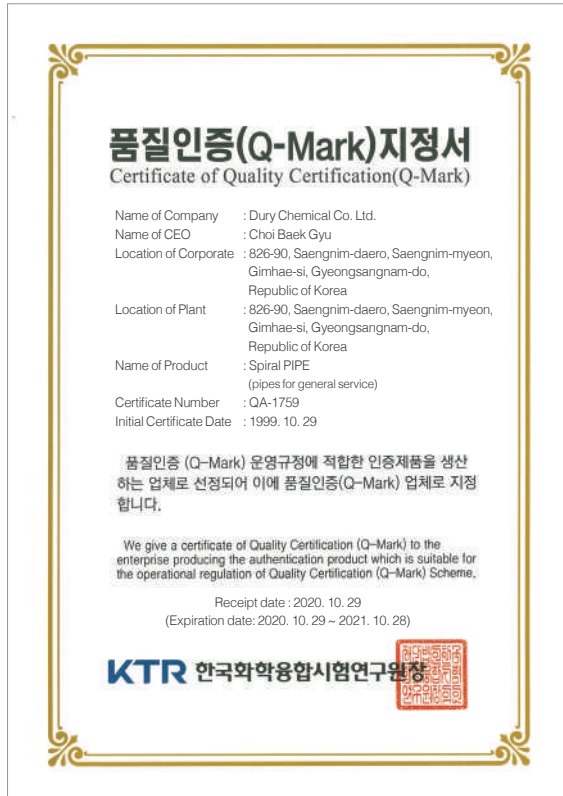 품질인증(Q-Mark)지정서
Certificate of Quality Certification(Q-Mark)
Name of Company : Dury Chemical Co. Ltd.
Name of CEO : Choi Baek Gyu
Location of Corporate : 826-90, Saengnim-daero, Saengnim-myeon,
Gimhae-si, Gyeongsangnam-do,
Republic of Korea
Location of Plant : 826-90, Saengnim-daero, Saengnim-myeon,
Gimhae-si, Gyeongsangnam-do,
Republic of Korea
Name of Product : Spiral PIPE
(pipes for general service)
Certificate Number : QA-1759
Initial Certificate Date : 1999. 10. 29
품질인증 (Q-Mark) 운영규정에 적합한 인증제품을 생산
하는 업체로 선정되어 이에 품질인증(Q-Mark) 업체로 지정
합니다.
We give a certificate of Quality Certification (Q-Mark) to the
enterprise producing the authentication product which is suitable for
the operational regulation of Quality Certification (Q-Mark) Scheme.
Receipt date : 2020. 10. 29
(Expiration date: 2020. 10. 29 ~ 2021. 10. 28)
KTR 한국화학융합시험연구원장